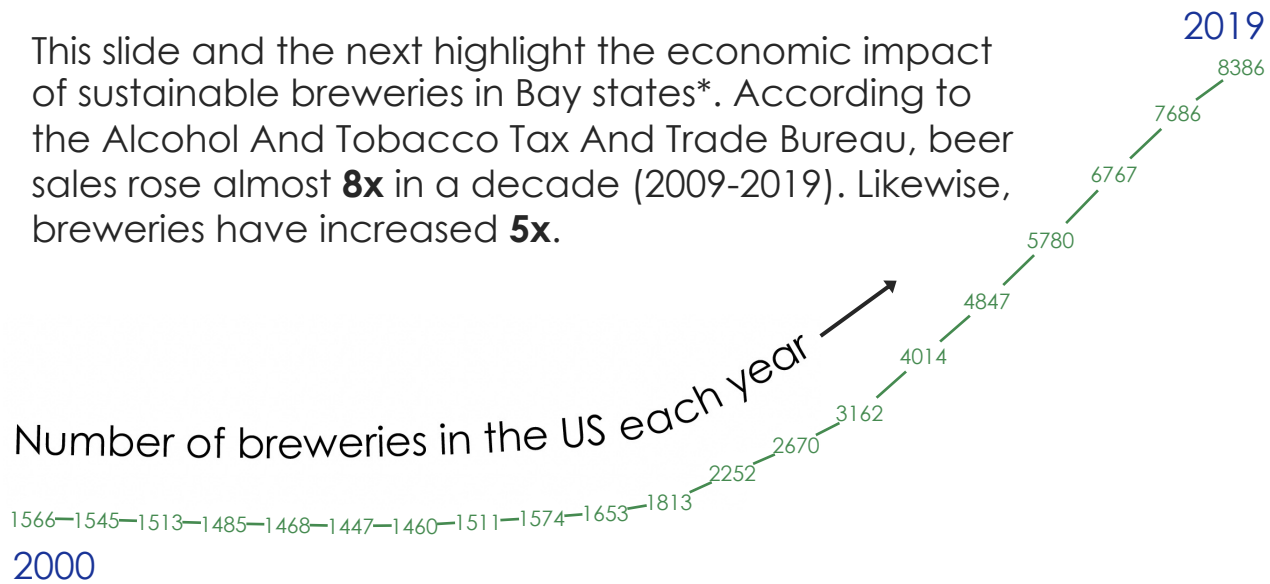 2019
This slide and the next highlight the economic impact
of sustainable breweries in Bay states*. According to
the Alcohol And Tobacco Tax And Trade Bureau, beer
sales rose almost 8x in a decade (2009-2019). Likewise,
breweries have increased 5x.
Number of breweries in the US each year
1566 1545 1513 1485 1468 1447 1460 1511 1574 1653 1813 2252 2670 3162 4014 4847 5780 6767 7686 8386
2000